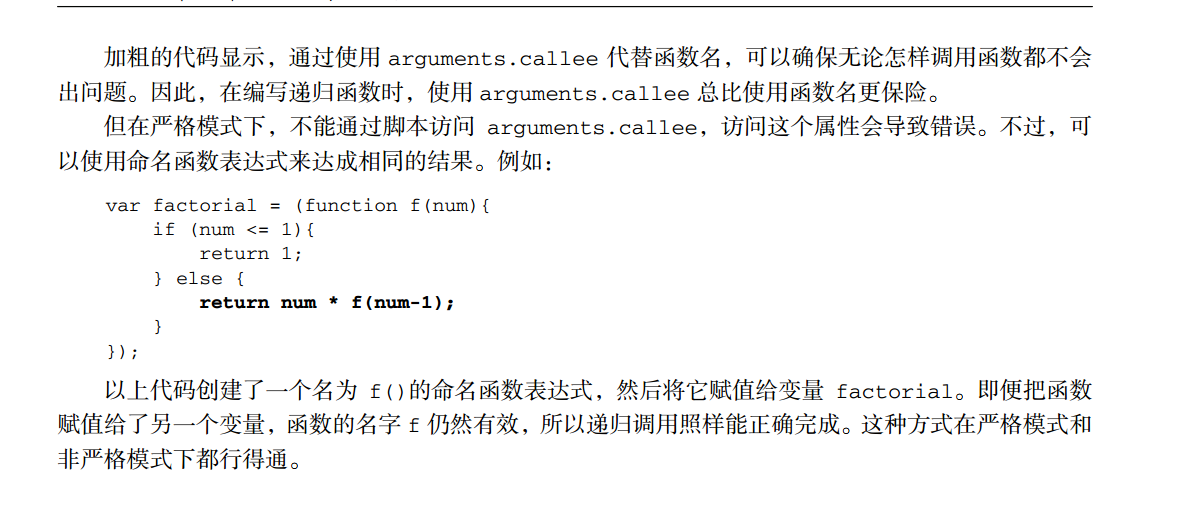 加粗的代码显示，通过使用 arguments.callee 代替函数名，可以确保无论怎样调用函数都不会
出问题。因此，在编写递归函数时，使用 arguments.callee 总比使用函数名更保险。
但在严格模式下，不能通过脚本访问 arguments.callee，访问这个属性会导致错误。不过，可
以使用命名函数表达式来达成相同的结果。例如：
var factorial = (function f(num){
    if (num <= 1){
        return 1;
    } else {
        return num * f(num-1);
    }
});
以上代码创建了一个名为 f()的命名函数表达式，然后将它赋值给变量 factorial。即便把函数
赋值给了另一个变量，函数的名字 f 仍然有效，所以递归调用照样能正确完成。这种方式在严格模式和
非严格模式下都行得通。